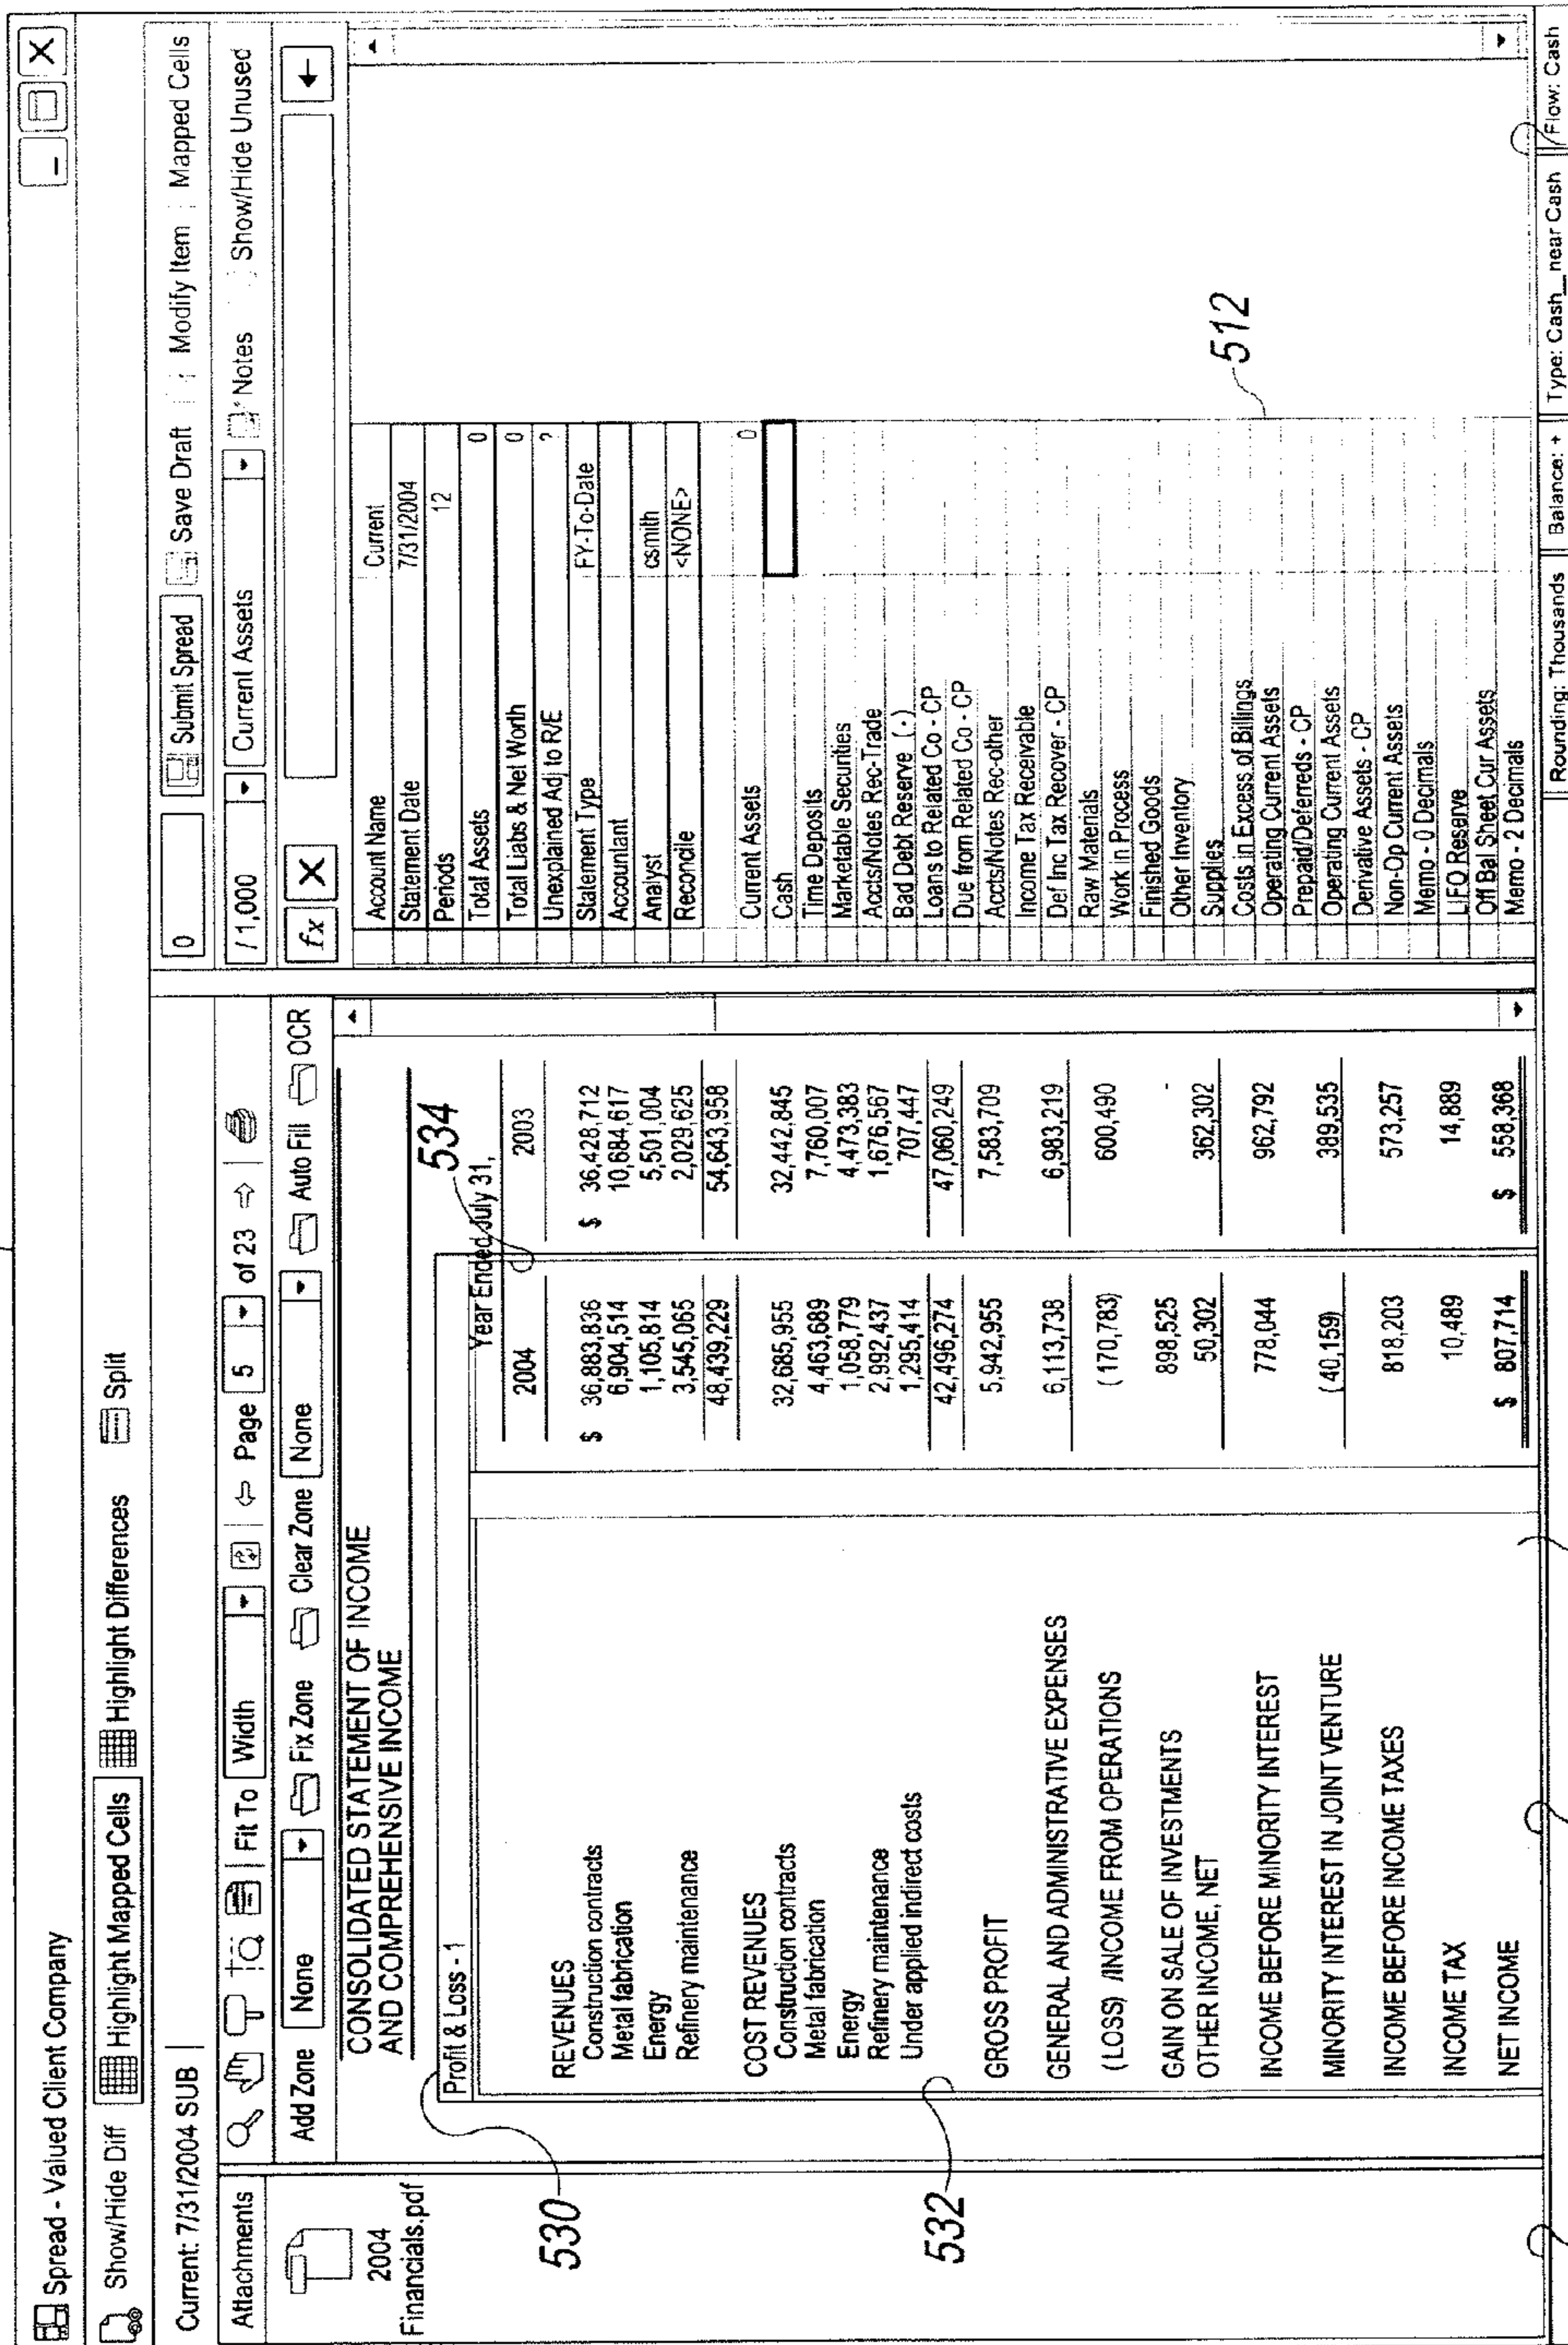 Spread - Valued Client Company
Show/Hide Diff Highlight Mapped Cells Highlight Differences Split
Current: 7/31/2004 SUB
Attachments
2004
Financials.pdf
Fit To Width Page 5 of 23
Add Zone None Fix Zone Clear Zone None Auto Fill OCR
CONSOLIDATED STATEMENT OF INCOME
AND COMPREHENSIVE INCOME
530
534
Profit & Loss - 1
Year Ended July 31,
2004 2003
REVENUES
Construction contracts $ 36,883,836 $ 36,428,712
Metal fabrication 6,904,514 10,684,617
Energy 1,105,814 5,501,004
Refinery maintenance 3,545,065 2,029,625
48,439,229 54,643,958
COST REVENUES
Construction contracts 32,685,955 32,442,845
Metal fabrication 4,463,689 7,760,007
Energy 1,058,779 4,473,383
Refinery maintenance 2,992,437 1,676,567
Under applied indirect costs 1,295,414 707,447
42,496,274 47,060,249
532
GROSS PROFIT 5,942,955 7,583,709
GENERAL AND ADMINISTRATIVE EXPENSES 6,113,738 6,983,219
(LOSS) /INCOME FROM OPERATIONS (170,783) 600,490
GAIN ON SALE OF INVESTMENTS 898,525 -
OTHER INCOME, NET 50,302 362,302
INCOME BEFORE MINORITY INTEREST 778,044 962,792
MINORITY INTEREST IN JOINT VENTURE (40,159) 389,535
INCOME BEFORE INCOME TAXES 818,203 573,257
INCOME TAX 10,489 14,889
NET INCOME $ 807,714 $ 558,368
0 Submit Spread Save Draft Modify Item Mapped Cells
/ 1,000 Current Assets Notes Show/Hide Unused
fx X
Account Name Current
Statement Date 7/31/2004
Periods 12
Total Assets 0
Total Liabs & Net Worth 0
Unexplained Adj to R/E ?
Statement Type FY-To-Date
Accountant
Analyst csmith
Reconcile <NONE>
Current Assets 0
Cash
Time Deposits
Marketable Securities
Accts/Notes Rec-Trade
Bad Debt Reserve (-)
Loans to Related Co - CP
Due from Related Co - CP
Accts/Notes Rec-other
Income Tax Receivable
Def Inc Tax Recover - CP
Raw Materials
Work in Process
Finished Goods
Other Inventory
Supplies
Costs in Excess of Billings
Operating Current Assets
Prepaid/Deferreds - CP
Operating Current Assets
Derivative Assets - CP
Non-Op Current Assets
Memo - 0 Decimals
LIFO Reserve
Off Bal Sheet Cur Assets
Memo - 2 Decimals
512
Rounding: Thousands Balance: + Type: Cash_near Cash Flow: Cash